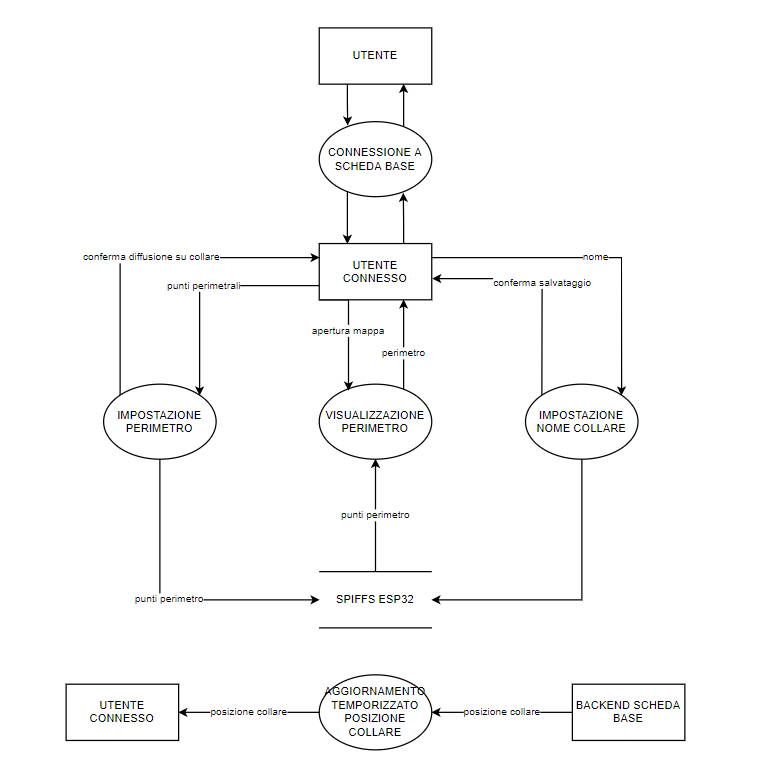 UTENTE
CONNESSIONE A
SCHEDA BASE
conferma diffusione su collare
UTENTE
CONNESSO
nome
punti perimetrali
conferma salvataggio
apertura mappa
perimetro
IMPOSTAZIONE
PERIMETRO
VISUALIZZAZIONE
PERIMETRO
IMPOSTAZIONE
NOME COLLARE
punti perimetro
punti perimetro
SPIFFS ESP32
UTENTE
CONNESSO
posizione collare
AGGIORNAMENTO
TEMPORIZZATO
POSIZIONE
COLLARE
posizione collare
BACKEND SCHEDA
BASE